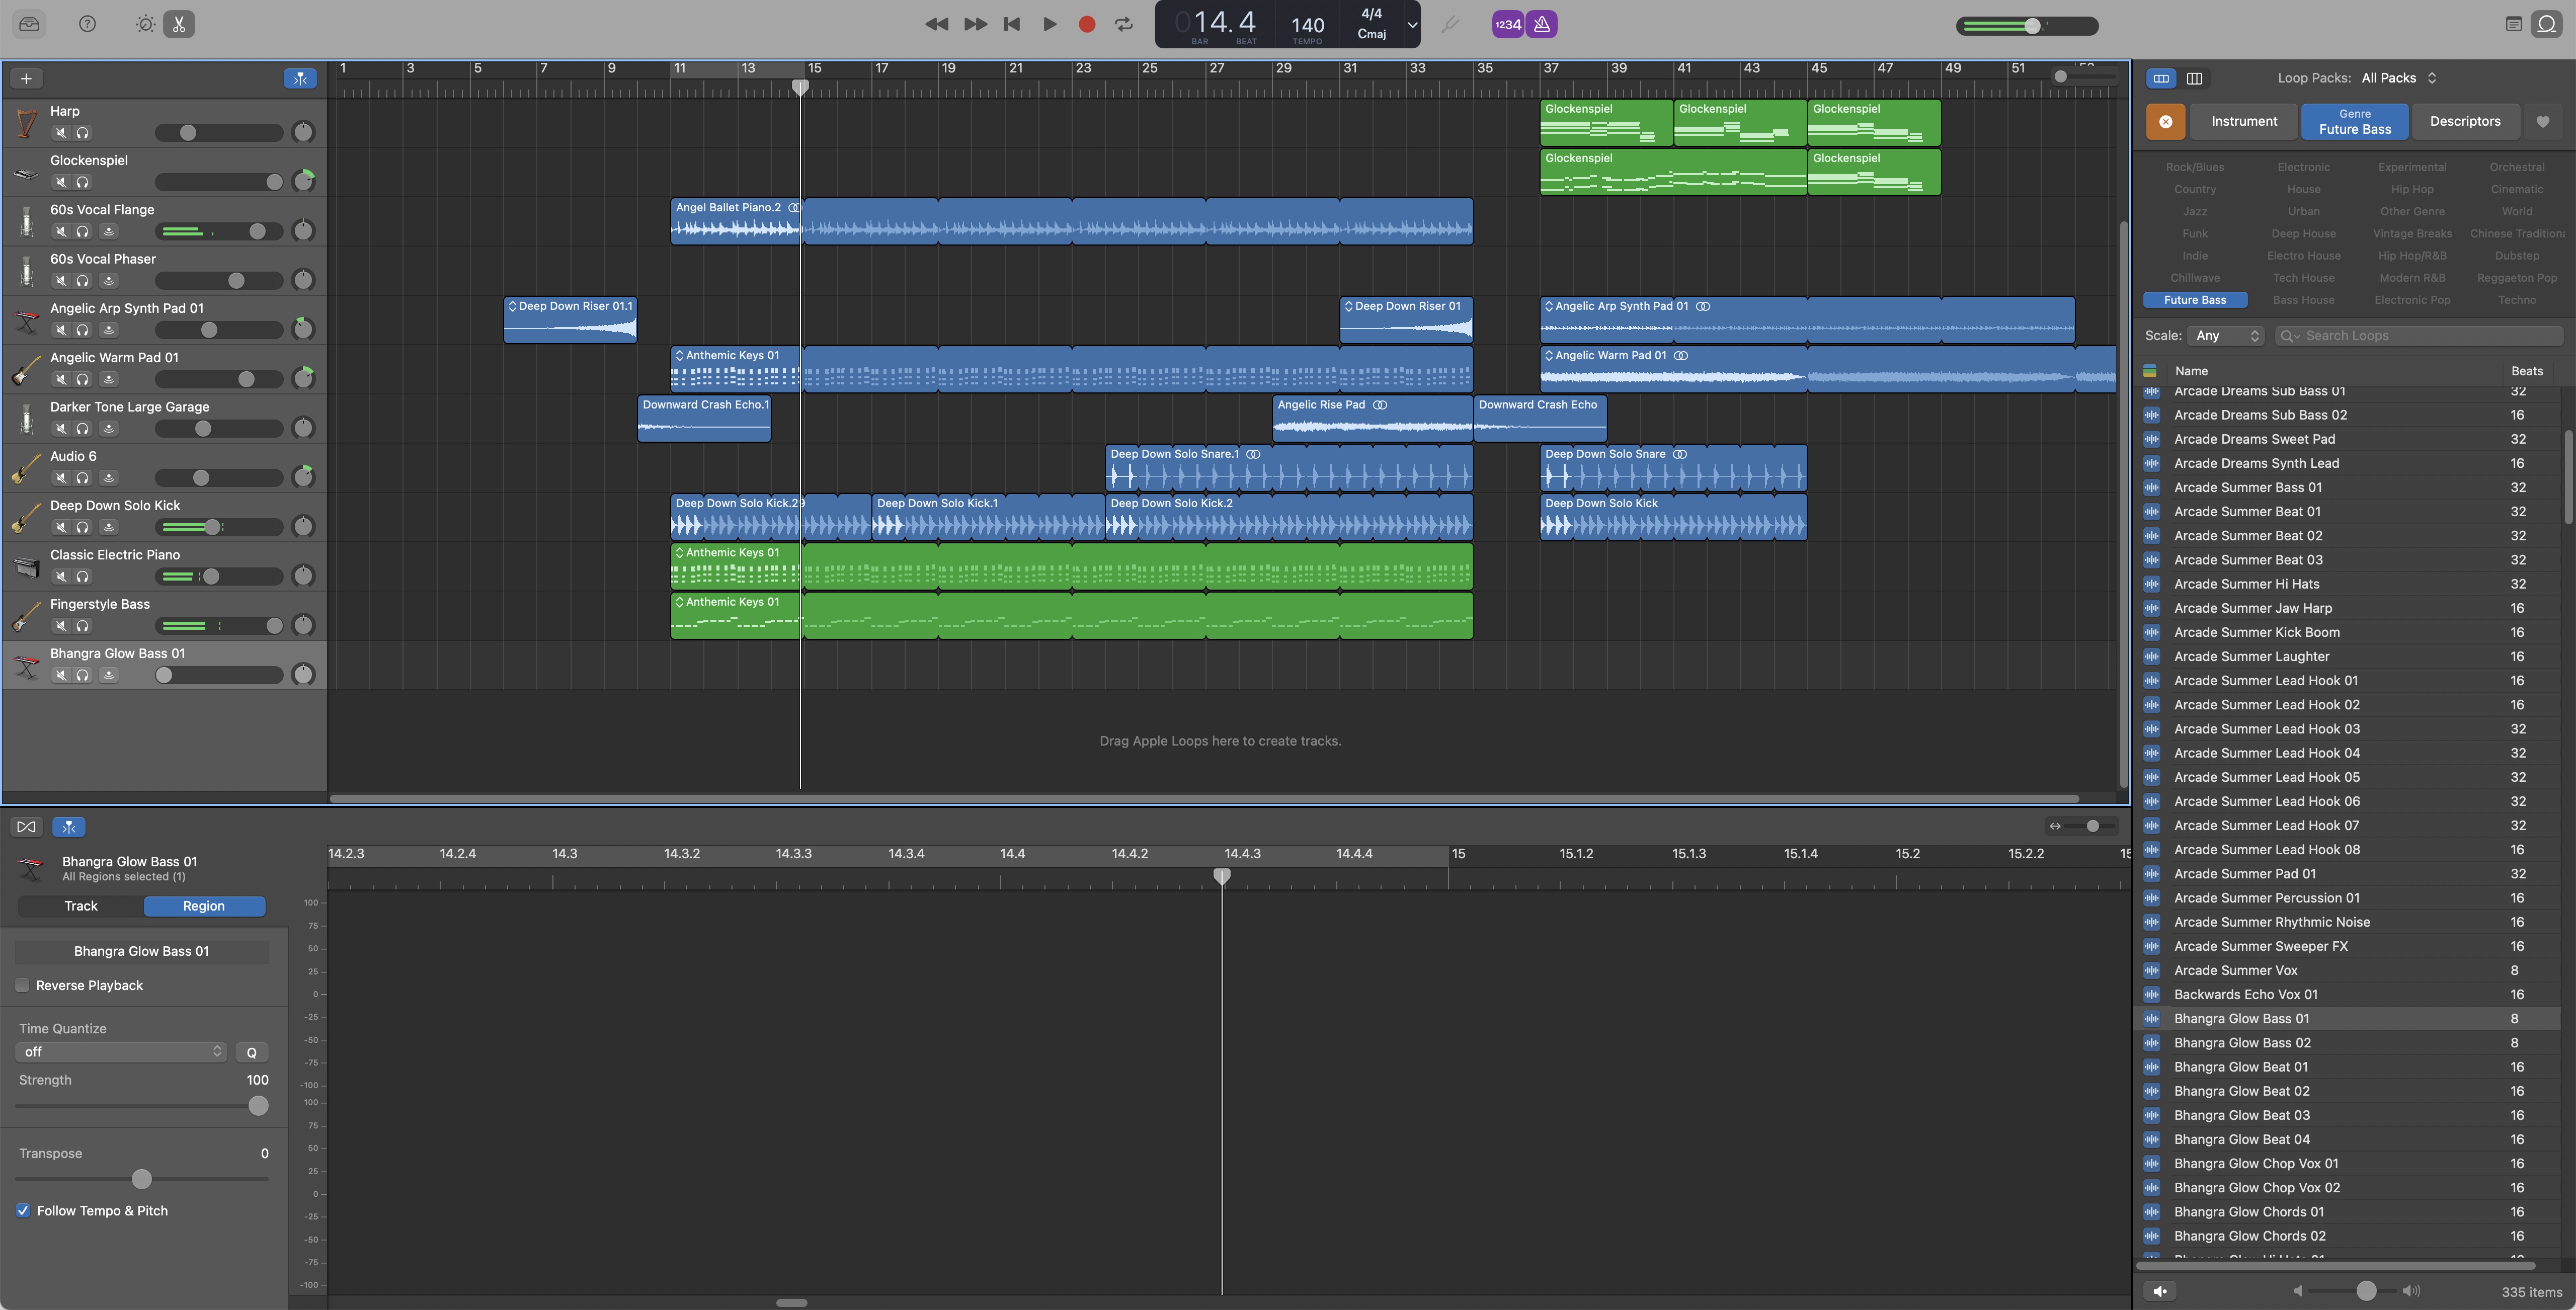 014.4
BAR
BEAT
140
TEMPO
4/4
Cmaj
1234
1 3 5 7 9 11 13 15 17 19 21 23 25 27 29 31 33 35 37 39 41 43 45 47 49 51
Harp
Glockenspiel Glockenspiel Glockenspiel
Glockenspiel
Glockenspiel Glockenspiel
60s Vocal Flange
Angel Ballet Piano.2
60s Vocal Phaser
Angelic Arp Synth Pad 01
Deep Down Riser 01.1 Deep Down Riser 01 Angelic Arp Synth Pad 01
Angelic Warm Pad 01
Anthemic Keys 01 Angelic Warm Pad 01
Darker Tone Large Garage
Downward Crash Echo.1 Angelic Rise Pad Downward Crash Echo
Audio 6
Deep Down Solo Snare.1 Deep Down Solo Snare
Deep Down Solo Kick
Deep Down Solo Kick.29 Deep Down Solo Kick.1 Deep Down Solo Kick.2 Deep Down Solo Kick
Classic Electric Piano
Anthemic Keys 01
Fingerstyle Bass
Anthemic Keys 01
Bhangra Glow Bass 01
Drag Apple Loops here to create tracks.
Bhangra Glow Bass 01
All Regions selected (1)
Track Region
Bhangra Glow Bass 01
Reverse Playback
Time Quantize
off Q
Strength 100
Transpose 0
Follow Tempo & Pitch
14.2.3 14.2.4 14.3 14.3.2 14.3.3 14.3.4 14.4 14.4.2 14.4.3 14.4.4 15 15.1.2 15.1.3 15.1.4 15.2 15.2.2 15
100
75
50
25
0
-25
-50
-75
-100
100
75
50
25
0
-25
-50
-75
-100
Loop Packs: All Packs
Instrument
Genre
Future Bass
Descriptors
Rock/Blues Electronic Experimental Orchestral
Country House Hip Hop Cinematic
Jazz Urban Other Genre World
Funk Deep House Vintage Breaks Chinese Tradition
Indie Electro House Hip Hop/R&B Dubstep
Chillwave Tech House Modern R&B Reggaeton Pop
Future Bass Bass House Electronic Pop Techno
Scale: Any Search Loops
Name Beats
Arcade Dreams Sub Bass 01 32
Arcade Dreams Sub Bass 02 16
Arcade Dreams Sweet Pad 32
Arcade Dreams Synth Lead 16
Arcade Summer Bass 01 32
Arcade Summer Beat 01 32
Arcade Summer Beat 02 32
Arcade Summer Beat 03 32
Arcade Summer Hi Hats 32
Arcade Summer Jaw Harp 16
Arcade Summer Kick Boom 16
Arcade Summer Laughter 16
Arcade Summer Lead Hook 01 16
Arcade Summer Lead Hook 02 16
Arcade Summer Lead Hook 03 32
Arcade Summer Lead Hook 04 32
Arcade Summer Lead Hook 05 32
Arcade Summer Lead Hook 06 32
Arcade Summer Lead Hook 07 32
Arcade Summer Lead Hook 08 16
Arcade Summer Pad 01 32
Arcade Summer Percussion 01 16
Arcade Summer Rhythmic Noise 16
Arcade Summer Sweeper FX 16
Arcade Summer Vox 8
Backwards Echo Vox 01 16
Bhangra Glow Bass 01 8
Bhangra Glow Bass 02 8
Bhangra Glow Beat 01 16
Bhangra Glow Beat 02 16
Bhangra Glow Beat 03 16
Bhangra Glow Beat 04 16
Bhangra Glow Chop Vox 01 16
Bhangra Glow Chop Vox 02 16
Bhangra Glow Chords 01 16
Bhangra Glow Chords 02 16
335 items